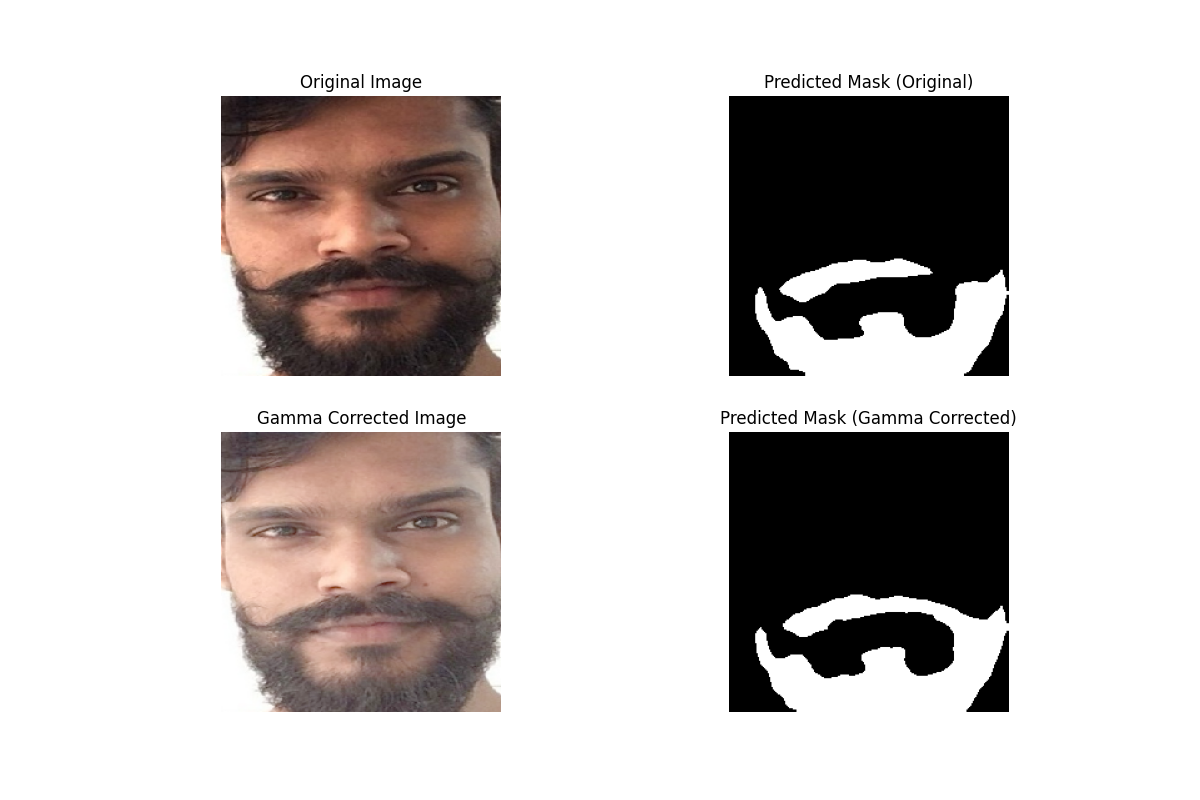 Original Image
Predicted Mask (Original)
Gamma Corrected Image
Predicted Mask (Gamma Corrected)